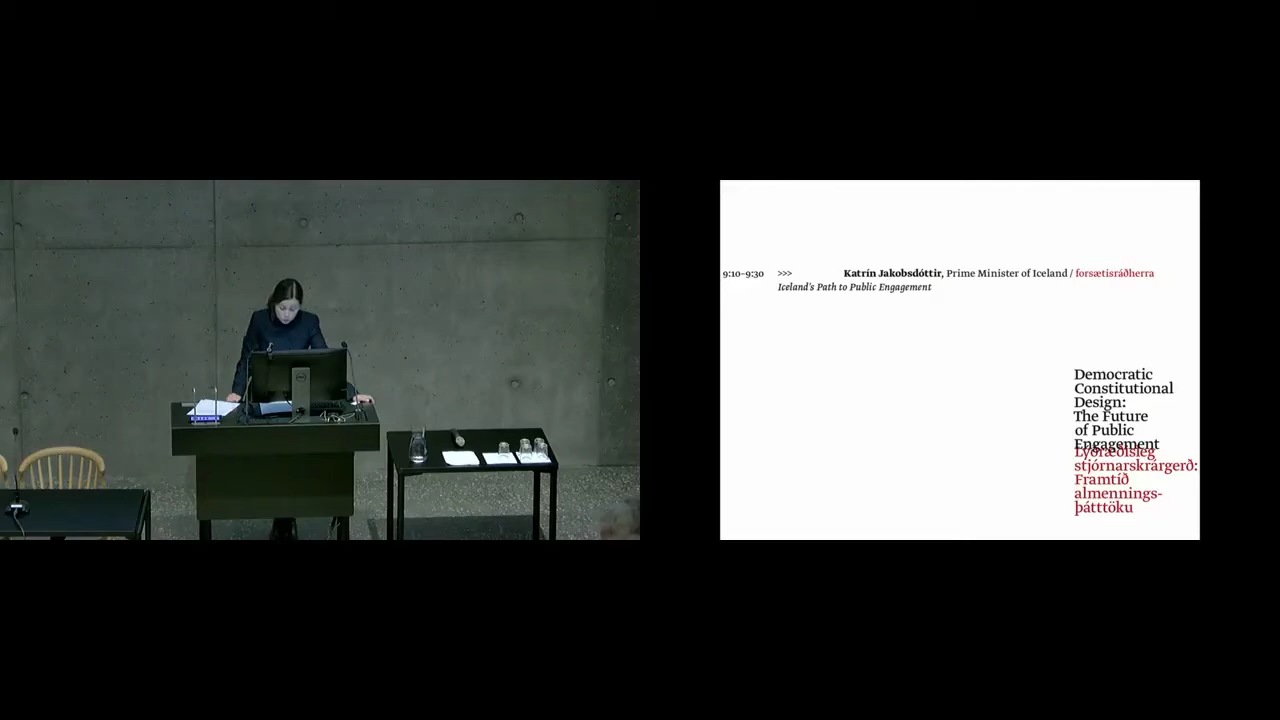 9:10-9:30 >>> Katrín Jakobsdóttir, Prime Minister of Iceland / forsætisráðherra
Iceland's Path to Public Engagement
Democratic
Constitutional
Design:
The Future
of Public
Engagement
Lýðræðisleg
stjórnarskrárgerð:
Framtíð
almennings-
þátttöku
DELL